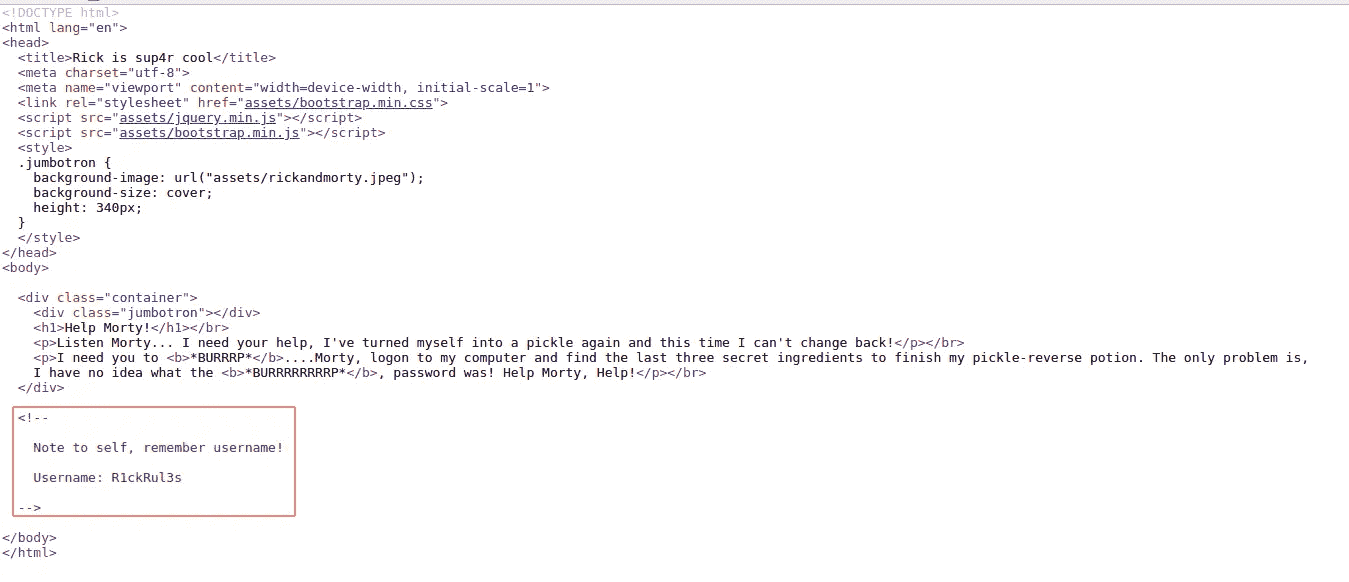 <!DOCTYPE html>
<html lang="en">
<head>
  <title>Rick is sup4r cool</title>
  <meta charset="utf-8">
  <meta name="viewport" content="width=device-width, initial-scale=1">
  <link rel="stylesheet" href="assets/bootstrap.min.css">
  <script src="assets/jquery.min.js"></script>
  <script src="assets/bootstrap.min.js"></script>
  <style>
  .jumbotron {
    background-image: url("assets/rickandmorty.jpeg");
    background-size: cover;
    height: 340px;
  }
  </style>
</head>
<body>

  <div class="container">
    <div class="jumbotron"></div>
    <h1>Help Morty!</h1></br>
    <p>Listen Morty... I need your help, I've turned myself into a pickle again and this time I can't change back!</p></br>
    <p>I need you to <b>*BURRRP*</b>....Morty, logon to my computer and find the last three secret ingredients to finish my pickle-reverse potion. The only problem is,
    I have no idea what the <b>*BURRRRRRRRP*</b>, password was! Help Morty, Help!</p></br>
  </div>

  <!--

    Note to self, remember username!

    Username: R1ckRul3s

  -->

</body>
</html>